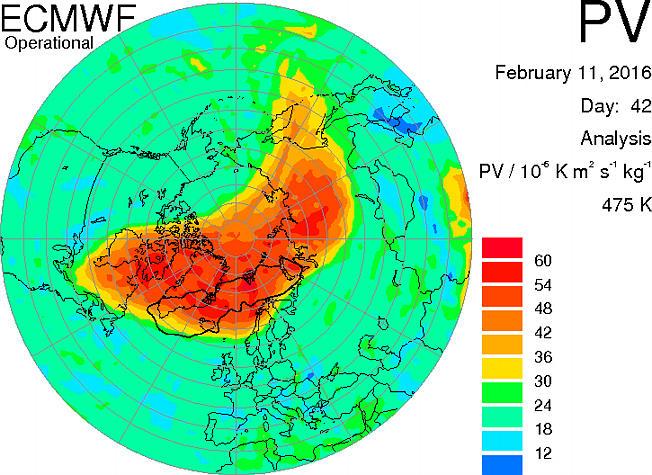 ECMWF
Operational
PV
February 11, 2016
Day: 42
Analysis
PV / 10⁻⁶ K m² s⁻¹ kg⁻¹
475 K
60
54
48
42
36
30
24
18
12